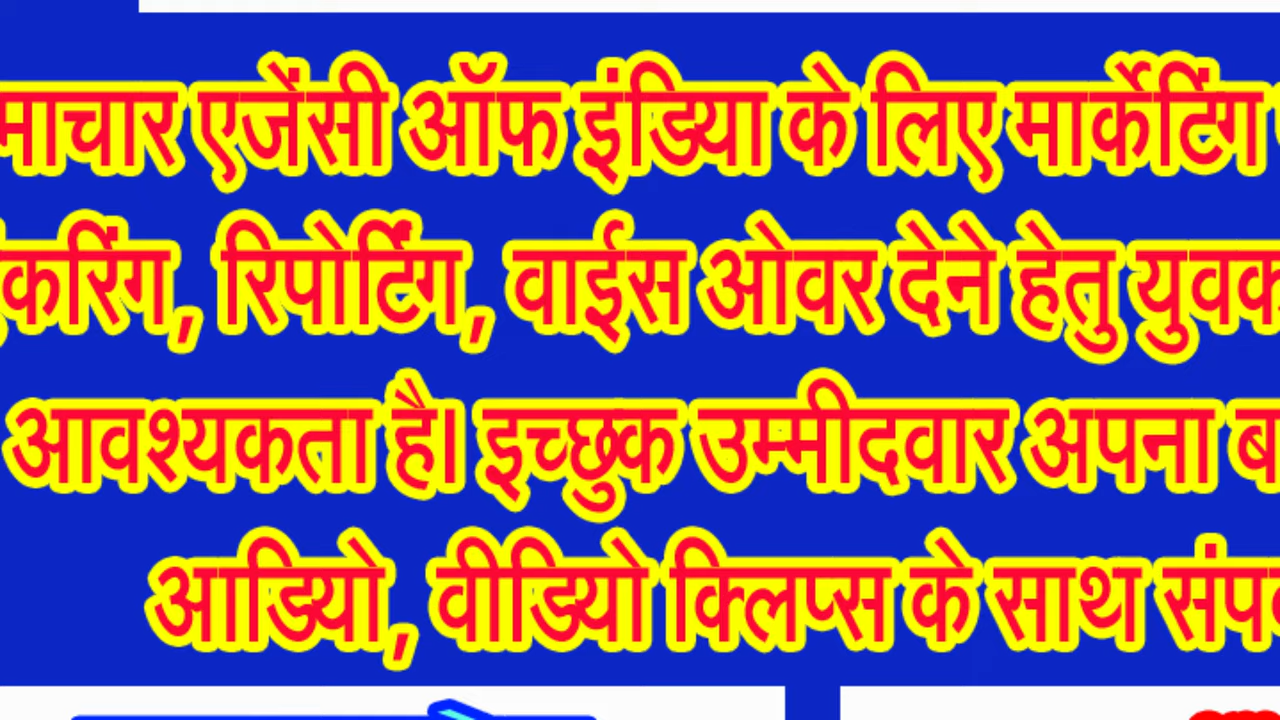 माचार एजेंसी ऑफ इंडिया के लिए मार्केटिंग
करिंग, रिपोर्टिंग, वाईस ओवर देने हेतु युवक
आवश्यकता है। इच्छुक उम्मीदवार अपना ब
आडियो, वीडियो क्लिप्स के साथ संप